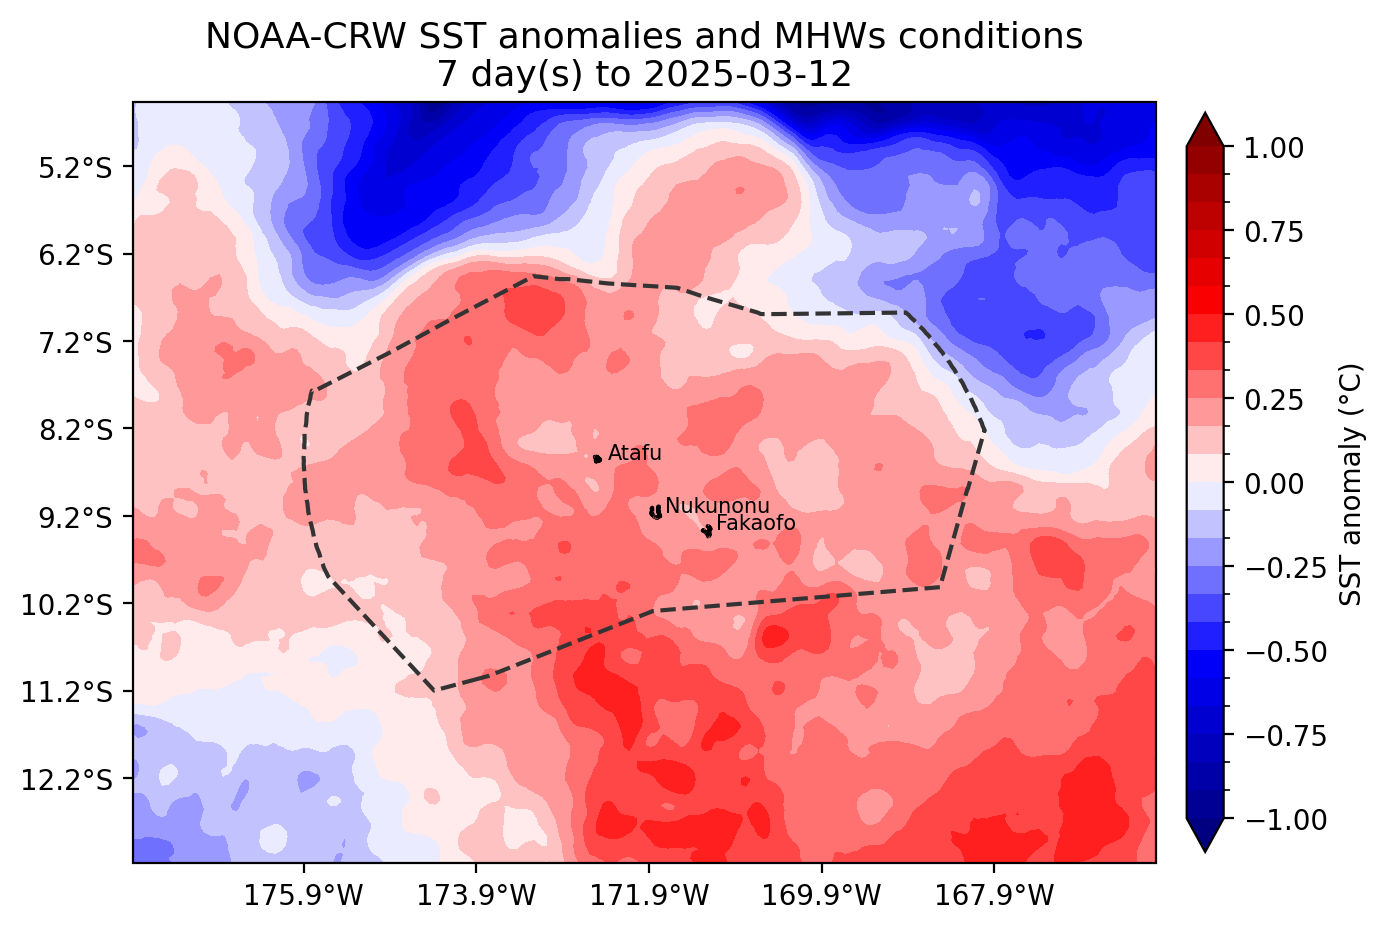 NOAA-CRW SST anomalies and MHWs conditions
7 day(s) to 2025-03-12
5.2°S
6.2°S
7.2°S
8.2°S
9.2°S
10.2°S
11.2°S
12.2°S
Atafu
Nukunonu
Fakaofo
175.9°W
173.9°W
171.9°W
169.9°W
167.9°W
1.00
0.75
0.50
0.25
0.00
−0.25
−0.50
−0.75
−1.00
SST anomaly (°C)